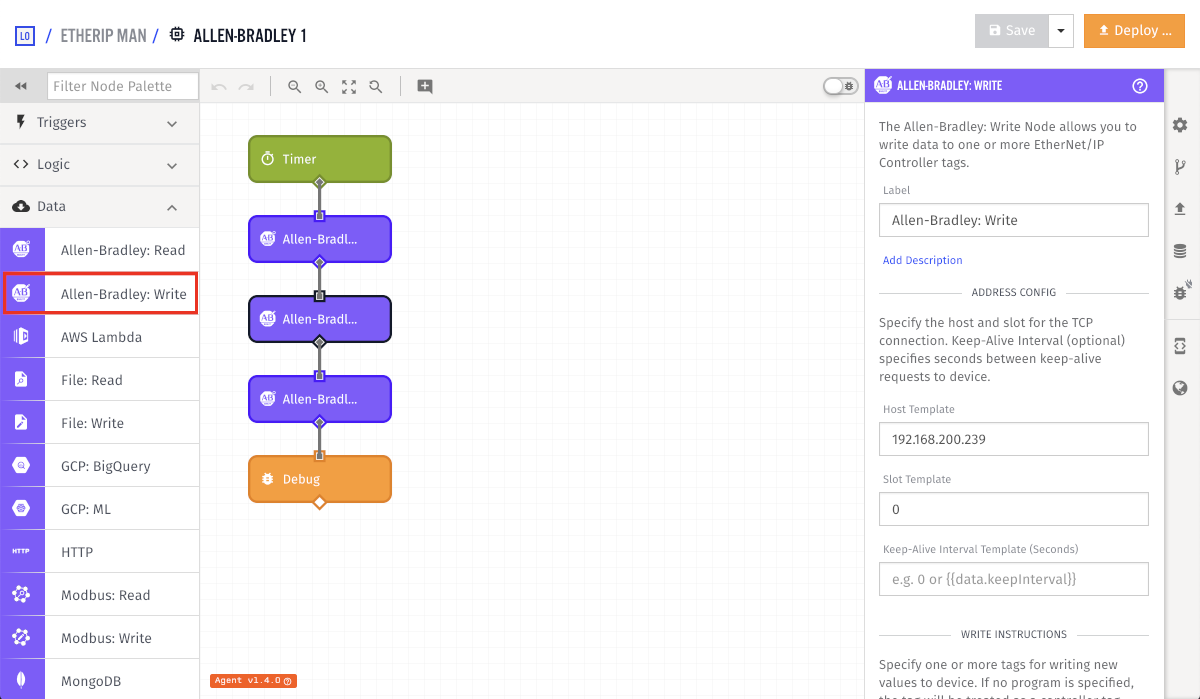 LO / ETHERIP MAN / ALLEN-BRADLEY 1
Save
Deploy ...
Filter Node Palette
Triggers
Logic
Data
Allen-Bradley: Read
Allen-Bradley: Write
AWS Lambda
File: Read
File: Write
GCP: BigQuery
GCP: ML
HTTP
HTTP
Modbus: Read
Modbus: Write
MongoDB
Timer
AB Allen-Bradl...
AB Allen-Bradl...
AB Allen-Bradl...
Debug
Agent v1.4.0
AB ALLEN-BRADLEY: WRITE
The Allen-Bradley: Write Node allows you to
write data to one or more EtherNet/IP
Controller tags.
Label
Allen-Bradley: Write
Add Description
ADDRESS CONFIG
Specify the host and slot for the TCP
connection. Keep-Alive Interval (optional)
specifies seconds between keep-alive
requests to device.
Host Template
192.168.200.239
Slot Template
0
Keep-Alive Interval Template (Seconds)
e.g. 0 or {{data.keepInterval}}
WRITE INSTRUCTIONS
Specify one or more tags for writing new
values to device. If no program is specified,
the tag will be treated as a controller tag.